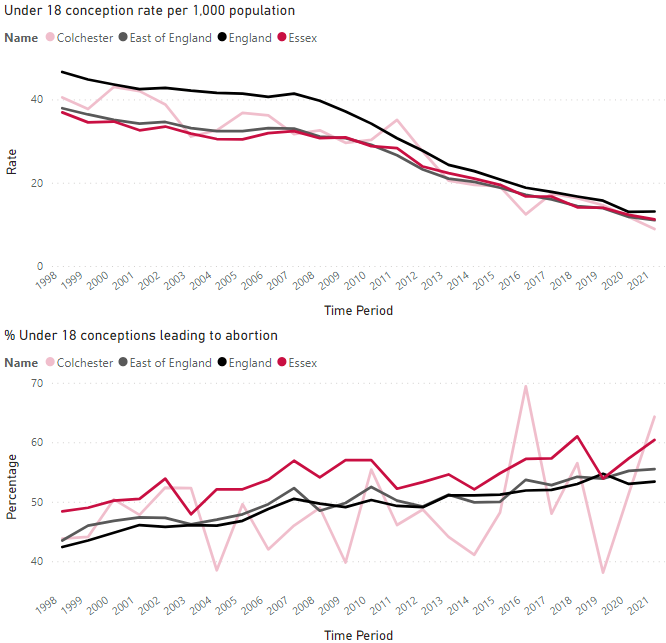 Under 18 conception rate per 1,000 population
Name Colchester East of England England Essex
40
20
0
Rate
1998 1999 2000 2001 2002 2003 2004 2005 2006 2007 2008 2009 2010 2011 2012 2013 2014 2015 2016 2017 2018 2019 2020 2021
Time Period
% Under 18 conceptions leading to abortion
Name Colchester East of England England Essex
70
60
50
40
Percentage
1998 1999 2000 2001 2002 2003 2004 2005 2006 2007 2008 2009 2010 2011 2012 2013 2014 2015 2016 2017 2018 2019 2020 2021
Time Period